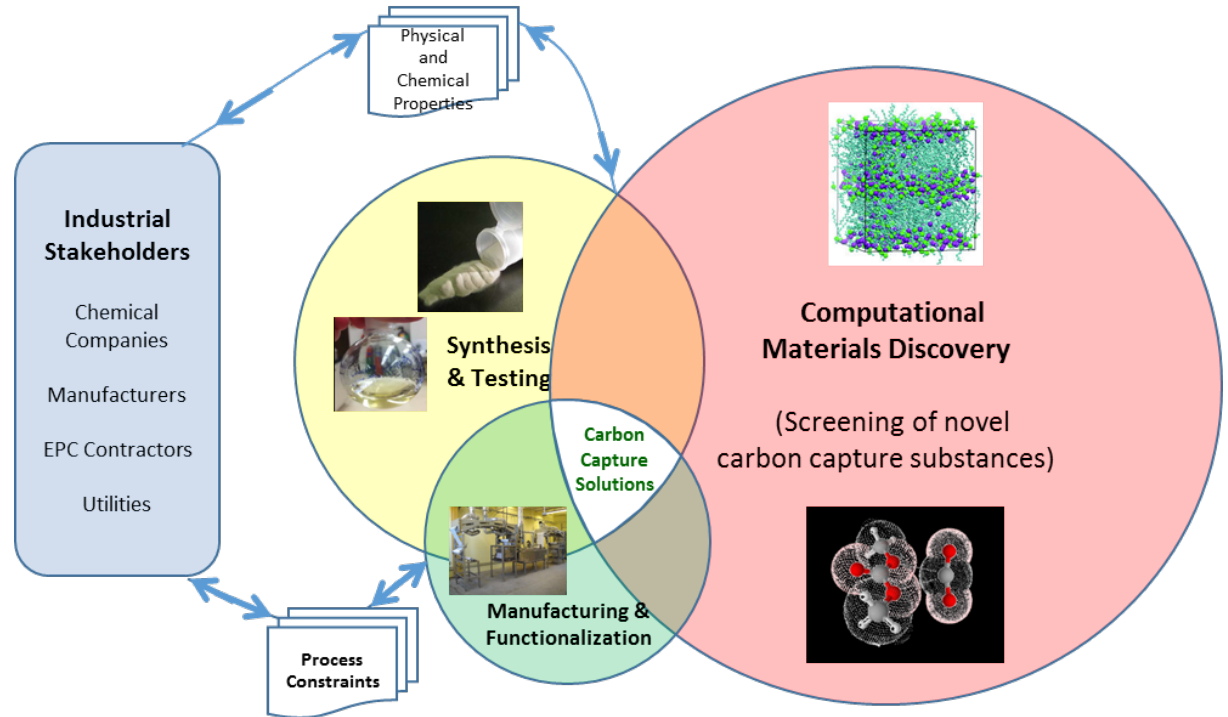 Physical
and
Chemical
Properties
Industrial
Stakeholders
Chemical
Companies
Manufacturers
EPC Contractors
Utilities
Synthesis
& Testing
Computational
Materials Discovery
(Screening of novel
carbon capture substances)
Carbon
Capture
Solutions
Manufacturing &
Functionalization
Process
Constraints